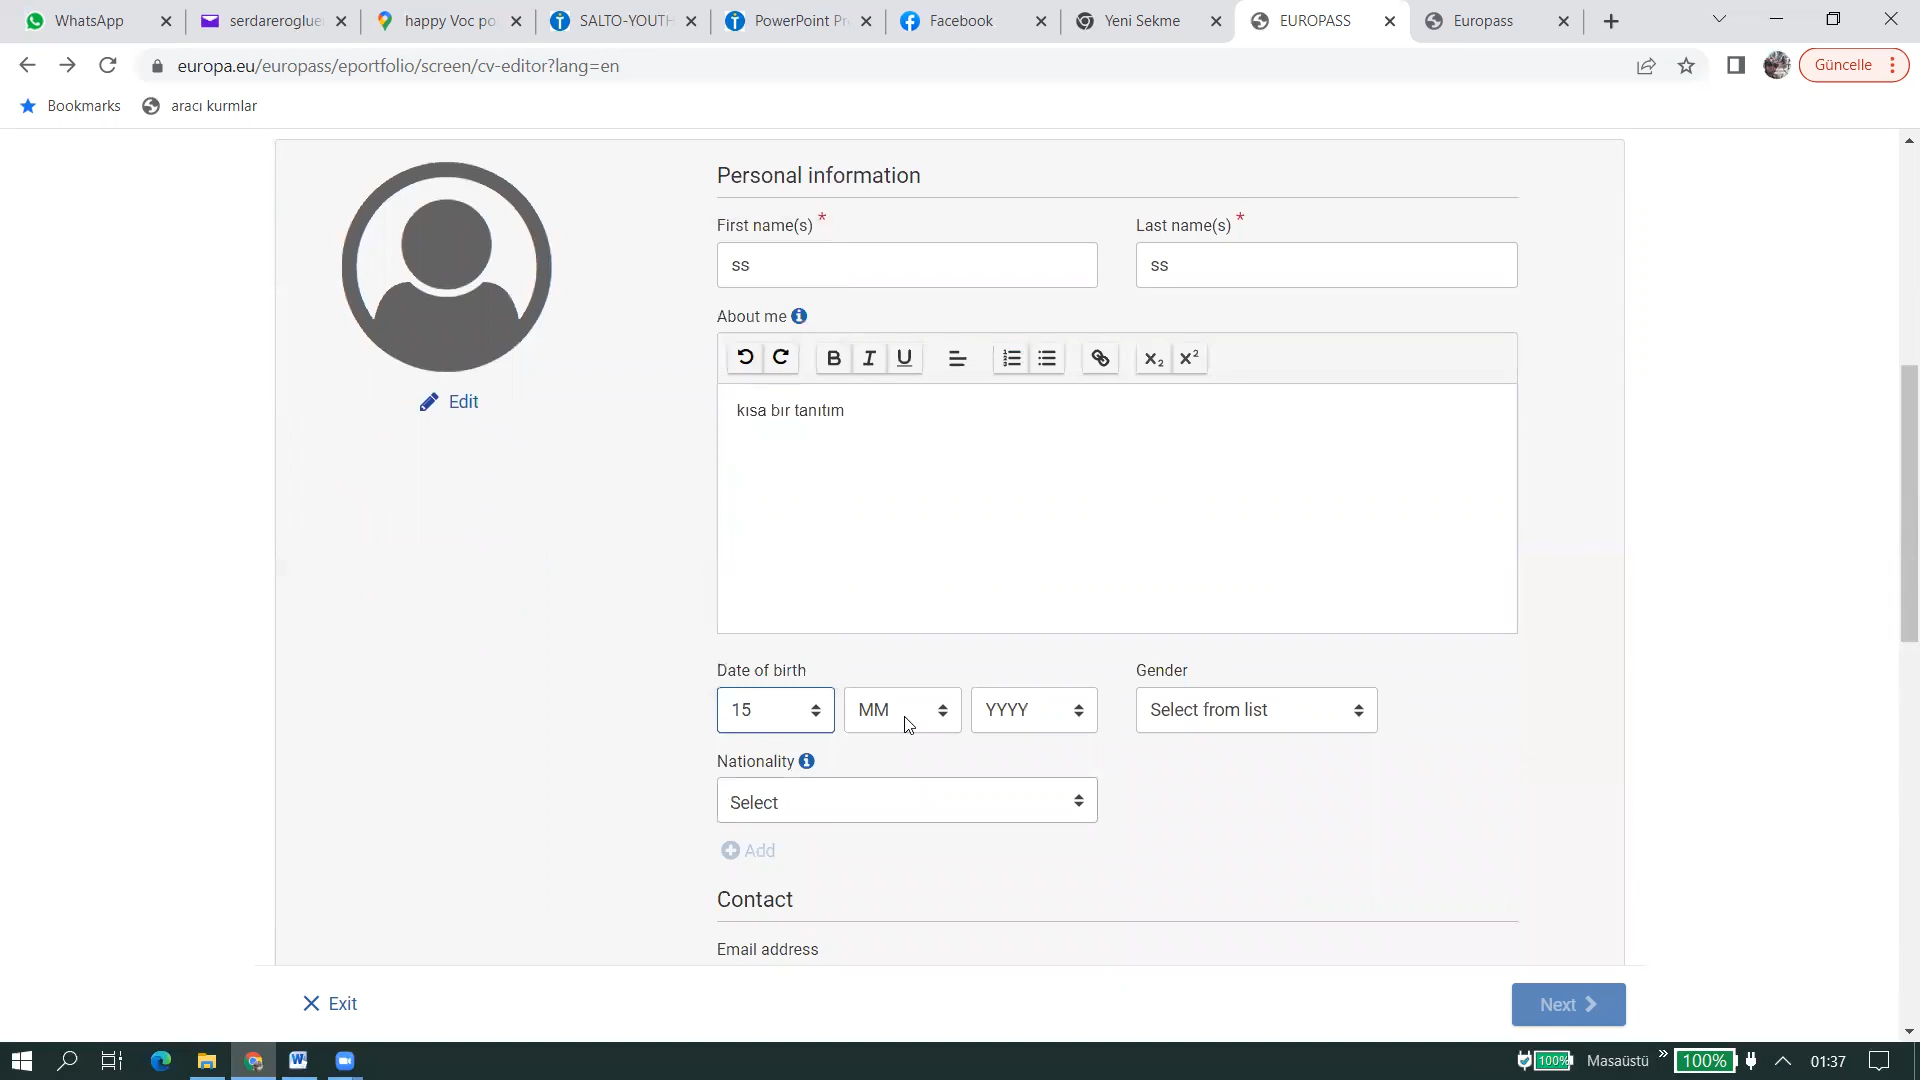 WhatsApp
serdareroglue
happy Voc po
SALTO-YOUTH
PowerPoint Pr
Facebook
Yeni Sekme
EUROPASS
Europass
europa.eu/europass/eportfolio/screen/cv-editor?lang=en
Güncelle
Bookmarks
aracı kurmlar
Personal information
First name(s) *
Last name(s) *
ss
ss
About me
B I U
X2 X2
kısa bır tanıtım
Edit
Date of birth
Gender
15
MM
YYYY
Select from list
Nationality
Select
Add
Contact
Email address
Exit
Next
100%
Masaüstü
100%
01:37